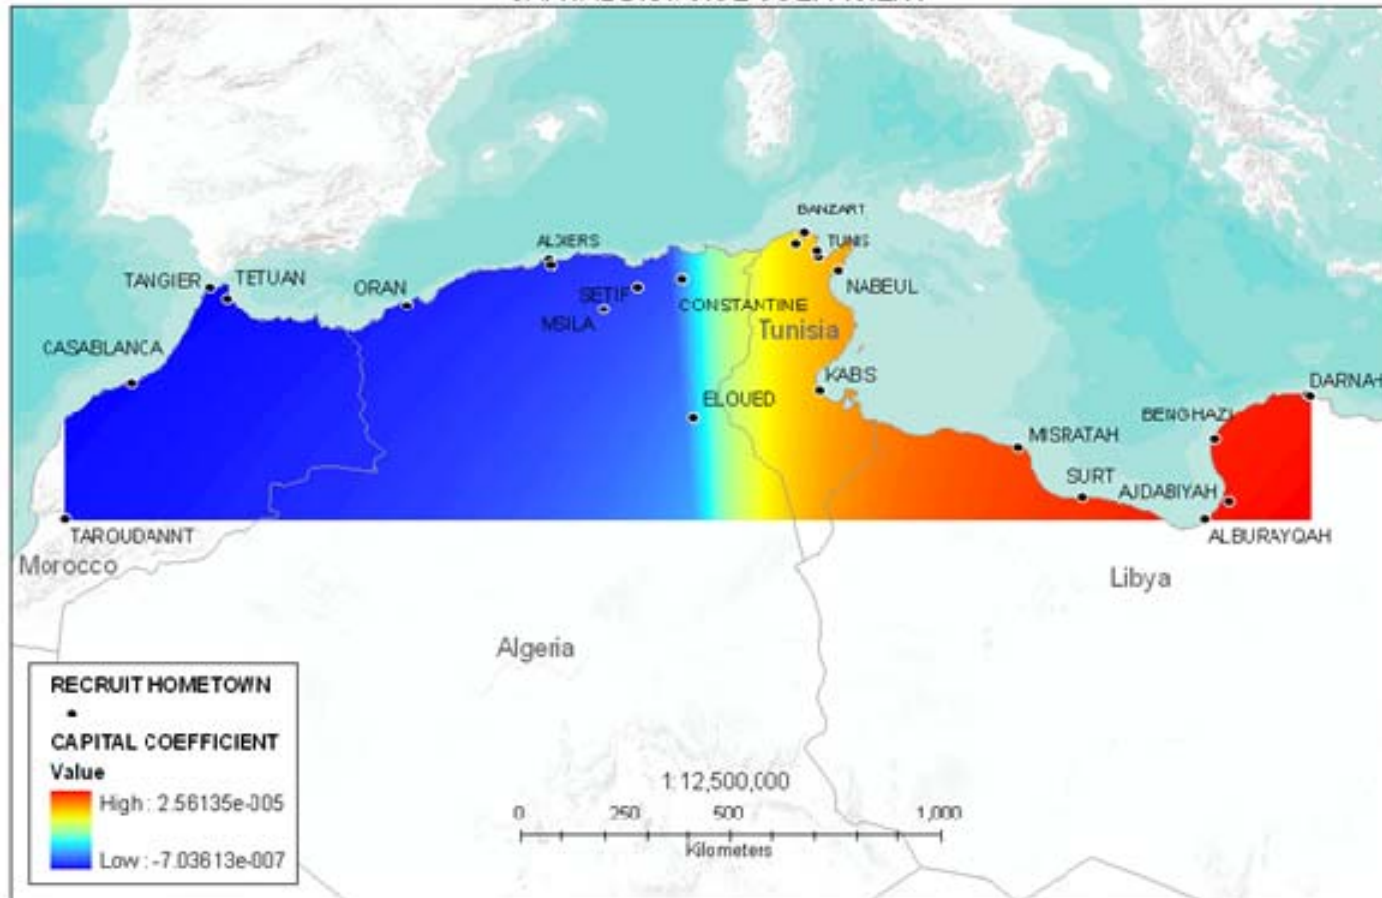 BANZART
ALGIERS
TUNIS
TANGIER
TETUAN
ORAN
SETIF
NABEUL
CONSTANTINE
MSILA
Tunisia
CASABLANCA
KABS
DARNAH
ELOUED
BENGHAZI
MISRATAH
SURT
AJDABIYAH
TAROUDANNT
ALBURAYQAH
Morocco
Libya
Algeria
RECRUIT HOMETOWN
CAPITAL COEFFICIENT
Value
High : 2.56135e-005
Low : -7.03613e-007
1:12,500,000
0 250 500 1,000
Kilometers